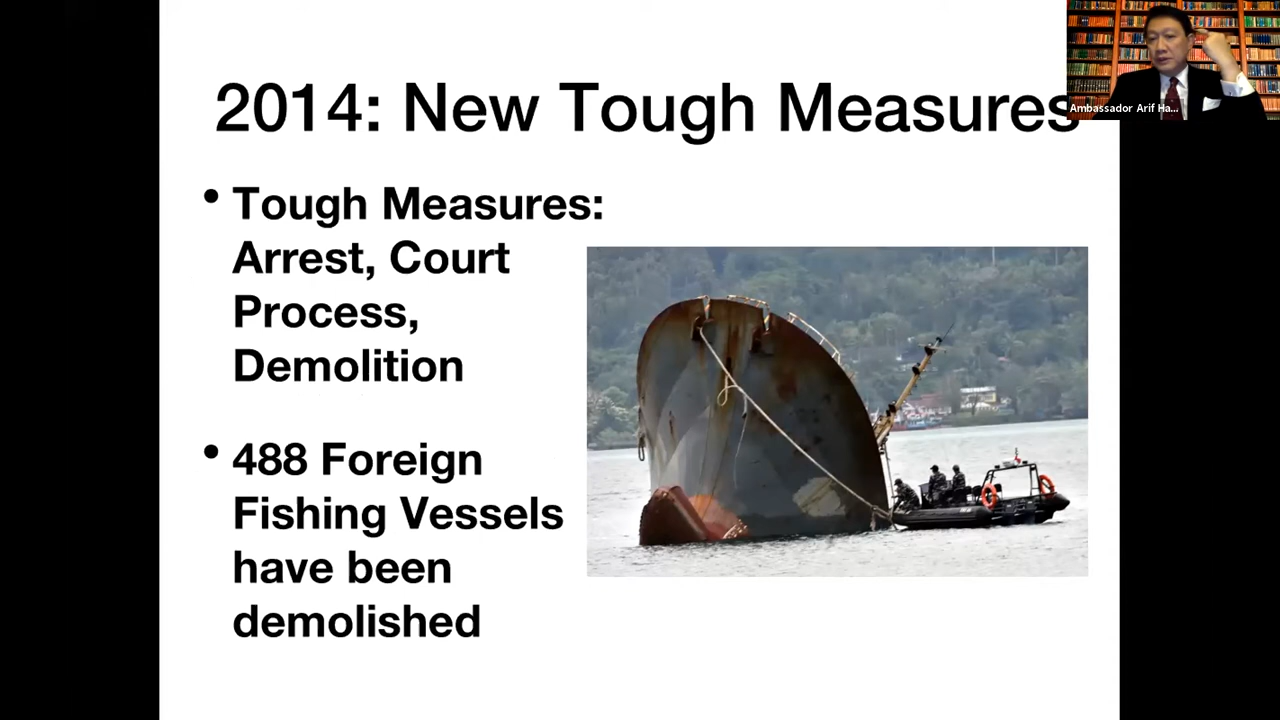 2014: New Tough Measures
Ambassador Arif Ha...
• Tough Measures:
Arrest, Court
Process,
Demolition
• 488 Foreign
Fishing Vessels
have been
demolished